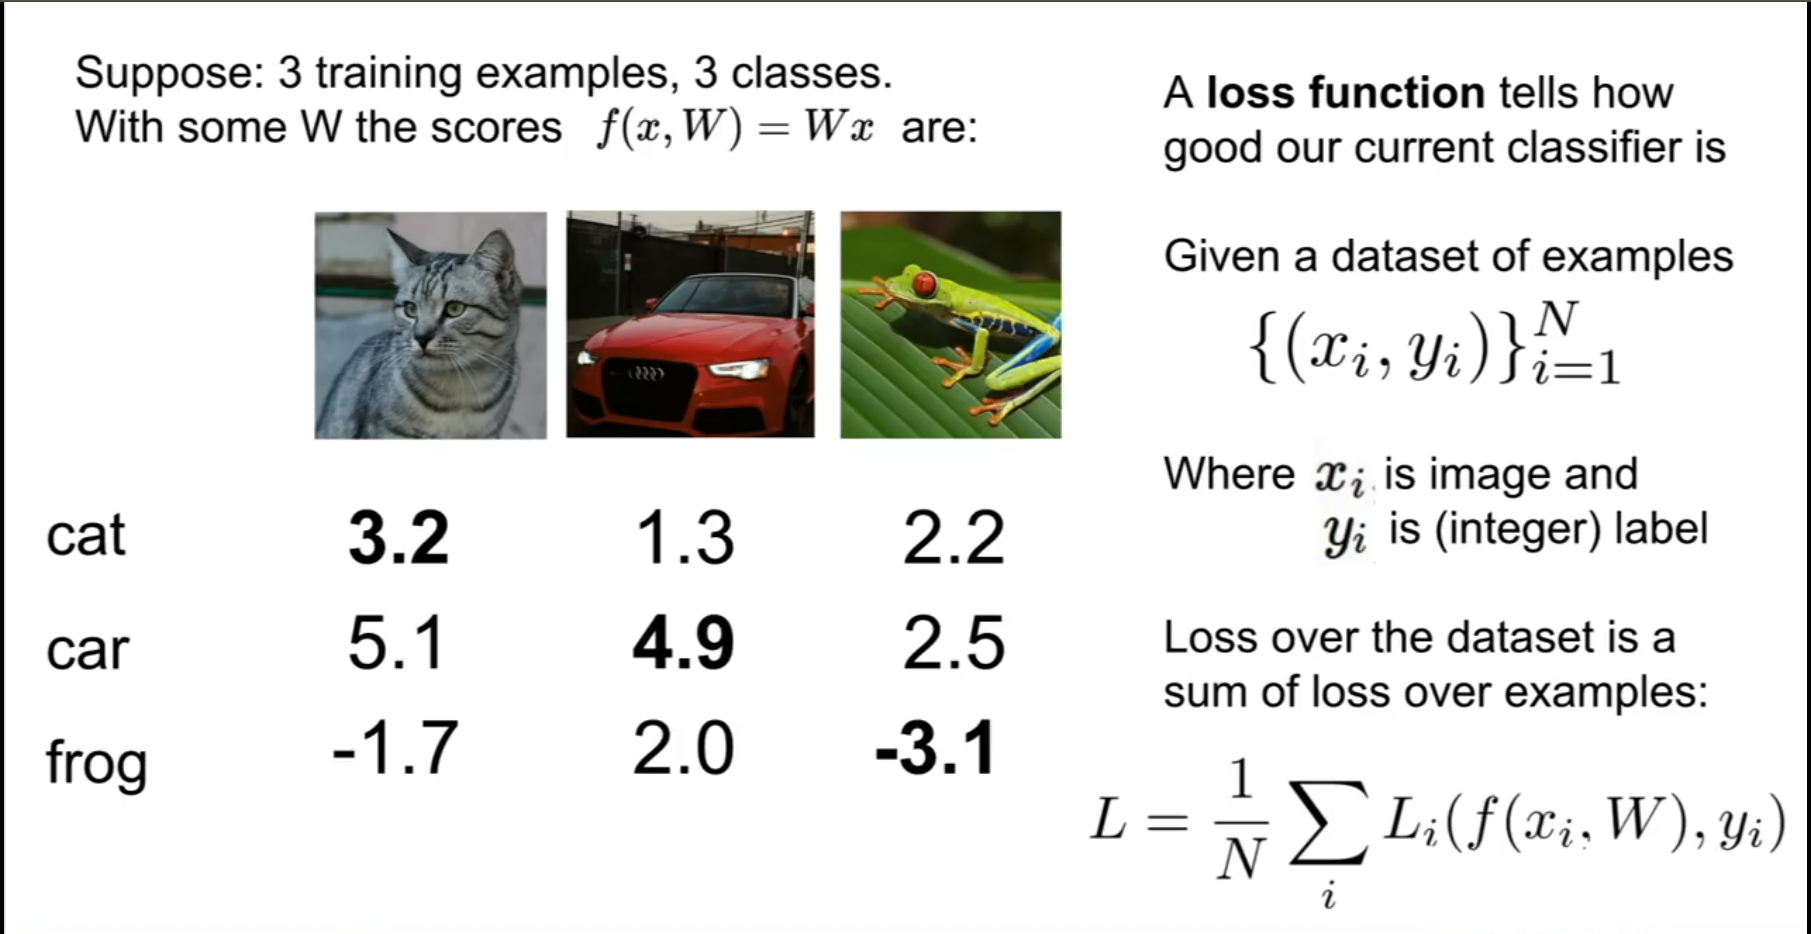 Suppose: 3 training examples, 3 classes.
With some W the scores f(x, W) = Wx are:
cat 3.2 1.3 2.2
car 5.1 4.9 2.5
frog -1.7 2.0 -3.1
A loss function tells how
good our current classifier is
Given a dataset of examples
{(x_i, y_i)}_{i=1}^N
Where x_i is image and
y_i is (integer) label
Loss over the dataset is a
sum of loss over examples:
L = \frac{1}{N} \sum_i L_i(f(x_i, W), y_i)